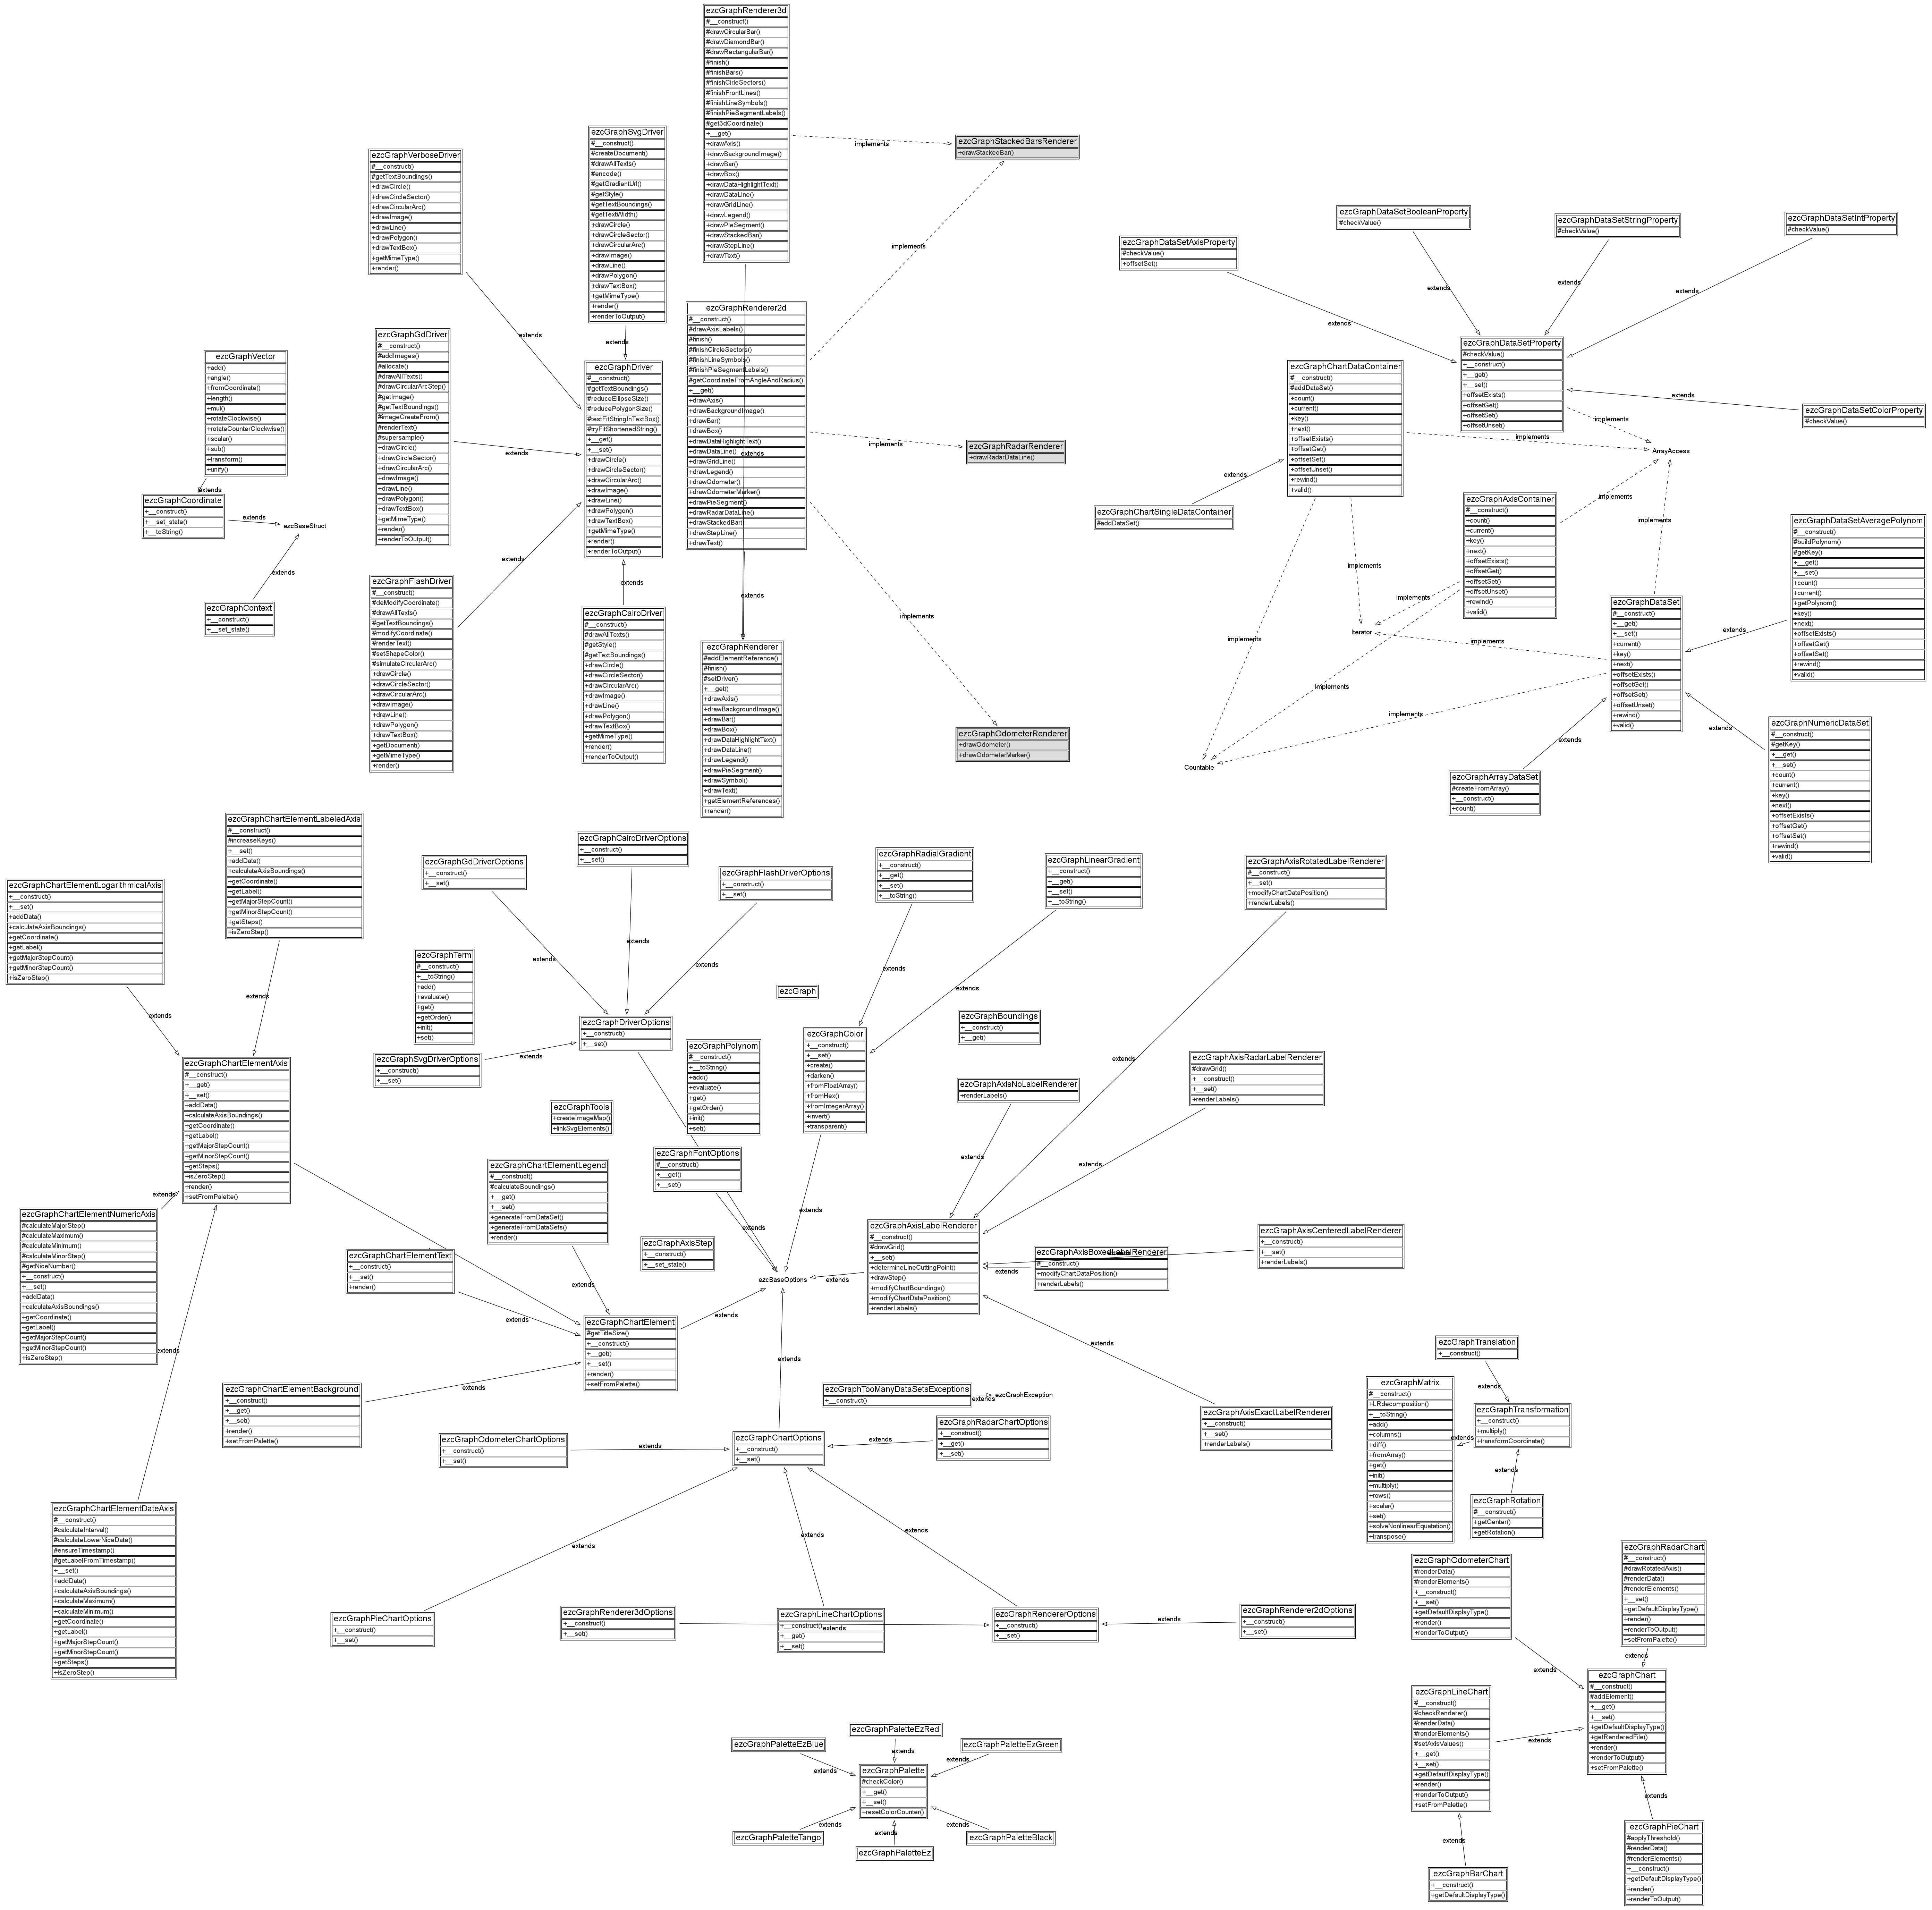 ezcGraphRenderer3d
#__construct()
#drawCircularBar()
#drawDiamondBar()
#drawRectangularBar()
#finish()
#finishBars()
#finishCirleSectors()
#finishFrontLines()
#finishLineSymbols()
#finishPieSegmentLabels()
#get3dCoordinate()
+__get()
+drawAxis()
+drawBackgroundImage()
+drawBar()
+drawBox()
+drawDataHighlightText()
+drawDataLine()
+drawGridLine()
+drawLegend()
+drawPieSegment()
+drawStackedBar()
+drawStepLine()
+drawText()
implements
ezcGraphStackedBarsRenderer
+drawStackedBar()
ezcGraphSvgDriver
#__construct()
#createDocument()
#drawAllTexts()
#encode()
#getGradientUrl()
#getStyle()
#getTextBoundings()
#getTextWidth()
+drawCircle()
+drawCircleSector()
+drawCircularArc()
+drawImage()
+drawLine()
+drawPolygon()
+drawTextBox()
+getMimeType()
+render()
+renderToOutput()
extends
ezcGraphVerboseDriver
#__construct()
#getTextBoundings()
+drawCircle()
+drawCircleSector()
+drawCircularArc()
+drawImage()
+drawLine()
+drawPolygon()
+drawTextBox()
+getMimeType()
+render()
extends
ezcGraphGdDriver
#__construct()
#addImages()
#allocate()
#drawAllTexts()
#drawCircularArcStep()
#getImage()
#getTextBoundings()
#imageCreateFrom()
#renderText()
#supersample()
+drawCircle()
+drawCircleSector()
+drawCircularArc()
+drawImage()
+drawLine()
+drawPolygon()
+drawTextBox()
+getMimeType()
+render()
+renderToOutput()
extends
ezcGraphDriver
#__construct()
#getTextBoundings()
#reduceEllipseSize()
#reducePolygonSize()
#testFitStringInTextBox()
#tryFitShortenedString()
+__get()
+__set()
+drawCircle()
+drawCircleSector()
+drawCircularArc()
+drawImage()
+drawLine()
+drawPolygon()
+drawTextBox()
+getMimeType()
+render()
+renderToOutput()
ezcGraphRenderer2d
#__construct()
#drawAxisLabels()
#finish()
#finishCircleSectors()
#finishLineSymbols()
#finishPieSegmentLabels()
#getCoordinateFromAngleAndRadius()
+__get()
+drawAxis()
+drawBackgroundImage()
+drawBar()
+drawBox()
+drawDataHighlightText()
+drawDataLine()
extends
+drawGridLine()
+drawLegend()
+drawOdometer()
+drawOdometerMarker()
+drawPieSegment()
+drawRadarDataLine()
+drawStackedBar()
+drawStepLine()
+drawText()
implements
implements
ezcGraphRadarRenderer
+drawRadarDataLine()
implements
ezcGraphOdometerRenderer
+drawOdometer()
+drawOdometerMarker()
extends
ezcGraphRenderer
#addElementReference()
#finish()
#setDriver()
+__get()
+drawAxis()
+drawBackgroundImage()
+drawBar()
+drawBox()
+drawDataHighlightText()
+drawDataLine()
+drawLegend()
+drawPieSegment()
+drawSymbol()
+drawText()
+getElementReferences()
+render()
ezcGraphVector
+add()
+angle()
+fromCoordinate()
+length()
+mul()
+rotateClockwise()
+rotateCounterClockwise()
+scalar()
+sub()
+transform()
+unify()
extends
ezcGraphCoordinate
+__construct()
+__set_state()
+__toString()
extends
ezcBaseStruct
extends
ezcGraphContext
+__construct()
+__set_state()
ezcGraphFlashDriver
#__construct()
#deModifyCoordinate()
#drawAllTexts()
#getTextBoundings()
#modifyCoordinate()
#renderText()
#setShapeColor()
#simulateCircularArc()
+drawCircle()
+drawCircleSector()
+drawCircularArc()
+drawImage()
+drawLine()
+drawPolygon()
+drawTextBox()
+getDocument()
+getMimeType()
+render()
extends
extends
ezcGraphCairoDriver
#__construct()
#drawAllTexts()
#getStyle()
#getTextBoundings()
+drawCircle()
+drawCircleSector()
+drawCircularArc()
+drawImage()
+drawLine()
+drawPolygon()
+drawTextBox()
+getMimeType()
+render()
+renderToOutput()
ezcGraphDataSetBooleanProperty
#checkValue()
extends
ezcGraphDataSetStringProperty
#checkValue()
extends
ezcGraphDataSetIntProperty
#checkValue()
extends
ezcGraphDataSetAxisProperty
#checkValue()
+offsetSet()
extends
ezcGraphDataSetProperty
#checkValue()
+__construct()
+__get()
+__set()
+offsetExists()
+offsetGet()
+offsetSet()
+offsetUnset()
extends
ezcGraphDataSetColorProperty
#checkValue()
implements
ArrayAccess
ezcGraphChartDataContainer
#__construct()
#addDataSet()
+count()
+current()
+key()
+next()
+offsetExists()
+offsetGet()
+offsetSet()
+offsetUnset()
+rewind()
+valid()
implements
extends
ezcGraphChartSingleDataContainer
#addDataSet()
ezcGraphAxisContainer
#__construct()
+count()
+current()
+key()
+next()
+offsetExists()
+offsetGet()
+offsetSet()
+offsetUnset()
+rewind()
+valid()
implements
implements
implements
implements
implements
implements
implements
implements
Iterator
Countable
ezcGraphDataSet
#__construct()
+__get()
+__set()
+current()
+key()
+next()
+offsetExists()
+offsetGet()
+offsetSet()
+offsetUnset()
+rewind()
+valid()
extends
ezcGraphDataSetAveragePolynom
#__construct()
#buildPolynom()
#getKey()
+__get()
+__set()
+count()
+current()
+getPolynom()
+key()
+next()
+offsetExists()
+offsetGet()
+offsetSet()
+rewind()
+valid()
extends
ezcGraphNumericDataSet
#__construct()
#getKey()
+__get()
+__set()
+count()
+current()
+key()
+next()
+offsetExists()
+offsetGet()
+offsetSet()
+rewind()
+valid()
extends
ezcGraphArrayDataSet
#createFromArray()
+__construct()
+count()
ezcGraphChartElementLabeledAxis
#__construct()
#increaseKeys()
+__set()
+addData()
+calculateAxisBoundings()
+getCoordinate()
+getLabel()
+getMajorStepCount()
+getMinorStepCount()
+getSteps()
+isZeroStep()
extends
ezcGraphChartElementLogarithmicalAxis
+__construct()
+__set()
+addData()
+calculateAxisBoundings()
+getCoordinate()
+getLabel()
+getMajorStepCount()
+getMinorStepCount()
+isZeroStep()
extends
ezcGraphChartElementAxis
#__construct()
+__get()
+__set()
+addData()
+calculateAxisBoundings()
+getCoordinate()
+getLabel()
+getMajorStepCount()
+getMinorStepCount()
+getSteps()
+isZeroStep()
+render()
+setFromPalette()
extends
ezcGraphChartElementNumericAxis
#calculateMajorStep()
#calculateMaximum()
#calculateMinimum()
#calculateMinorStep()
#getNiceNumber()
+__construct()
+__set()
+addData()
+calculateAxisBoundings()
+getCoordinate()
+getLabel()
+getMajorStepCount()
+getMinorStepCount()
+isZeroStep()
extends
ezcGraphChartElementDateAxis
#__construct()
#calculateInterval()
#calculateLowerNiceDate()
#ensureTimestamp()
#getLabelFromTimestamp()
+__set()
+addData()
+calculateAxisBoundings()
+calculateMaximum()
+calculateMinimum()
+getCoordinate()
+getLabel()
+getMajorStepCount()
+getMinorStepCount()
+getSteps()
+isZeroStep()
ezcGraphGdDriverOptions
+__construct()
+__set()
extends
ezcGraphCairoDriverOptions
+__construct()
+__set()
extends
ezcGraphFlashDriverOptions
+__construct()
+__set()
extends
ezcGraphTerm
#__construct()
+__toString()
+add()
+evaluate()
+get()
+getOrder()
+init()
+set()
ezcGraphDriverOptions
+__construct()
+__set()
extends
ezcGraphSvgDriverOptions
+__construct()
+__set()
ezcGraphTools
+createImageMap()
+linkSvgElements()
ezcGraphPolynom
#__construct()
+__toString()
+add()
+evaluate()
+get()
+getOrder()
+init()
+set()
ezcGraph
ezcGraphRadialGradient
+__construct()
+__get()
+__set()
+__toString()
extends
ezcGraphLinearGradient
+__construct()
+__get()
+__set()
+__toString()
extends
ezcGraphColor
+__construct()
+__set()
+create()
+darken()
+fromFloatArray()
+fromHex()
+fromIntegerArray()
+invert()
+transparent()
extends
ezcGraphBoundings
+__construct()
+__get()
ezcGraphFontOptions
#__construct()
+__get()
+__set()
extends
ezcGraphAxisStep
+__construct()
+__set_state()
ezcBaseOptions
ezcGraphChartElementLegend
#__construct()
#calculateBoundings()
+__get()
+__set()
+generateFromDataSet()
+generateFromDataSets()
+render()
extends
ezcGraphChartElementText
+__construct()
+__set()
+render()
extends
ezcGraphChartElement
#getTitleSize()
+__construct()
+__get()
+__set()
+render()
+setFromPalette()
extends
extends
ezcGraphChartElementBackground
+__construct()
+__get()
+__set()
+render()
+setFromPalette()
ezcGraphAxisRotatedLabelRenderer
#__construct()
+__set()
+modifyChartDataPosition()
+renderLabels()
extends
ezcGraphAxisRadarLabelRenderer
#drawGrid()
+__construct()
+__set()
+renderLabels()
extends
ezcGraphAxisNoLabelRenderer
+renderLabels()
extends
ezcGraphAxisLabelRenderer
#__construct()
#drawGrid()
+__set()
+determineLineCuttingPoint()
+drawStep()
+modifyChartBoundings()
+modifyChartDataPosition()
+renderLabels()
extends
ezcGraphAxisBoxedLabelRenderer
#__construct()
+modifyChartDataPosition()
+renderLabels()
extends
extends
ezcGraphAxisCenteredLabelRenderer
+__construct()
+__set()
+renderLabels()
extends
ezcGraphAxisExactLabelRenderer
+__construct()
+__set()
+renderLabels()
extends
ezcGraphTooManyDataSetsExceptions
+__construct()
extends
ezcGraphException
ezcGraphOdometerChartOptions
+__construct()
+__set()
extends
ezcGraphChartOptions
+__construct()
+__set()
extends
ezcGraphRadarChartOptions
+__construct()
+__get()
+__set()
extends
extends
extends
ezcGraphPieChartOptions
+__construct()
+__set()
ezcGraphRenderer3dOptions
+__construct()
+__set()
ezcGraphLineChartOptions
+__construct()
+__get()
+__set()
extends
ezcGraphRendererOptions
+__construct()
+__set()
extends
ezcGraphRenderer2dOptions
+__construct()
+__set()
ezcGraphTranslation
+__construct()
extends
ezcGraphMatrix
#__construct()
+LRdecomposition()
+__toString()
+add()
+columns()
+diff()
+fromArray()
+get()
+init()
+multiply()
+rows()
+scalar()
+set()
+solveNonlinearEquatation()
+transpose()
extends
ezcGraphTransformation
+__construct()
+multiply()
+transformCoordinate()
extends
ezcGraphRotation
#__construct()
+getCenter()
+getRotation()
ezcGraphOdometerChart
#renderData()
#renderElements()
+__construct()
+__set()
+getDefaultDisplayType()
+render()
+renderToOutput()
extends
ezcGraphRadarChart
#__construct()
#drawRotatedAxis()
#renderData()
#renderElements()
+__set()
+getDefaultDisplayType()
+render()
+renderToOutput()
+setFromPalette()
extends
ezcGraphChart
#__construct()
#addElement()
+__get()
+__set()
+getDefaultDisplayType()
+getRenderedFile()
+render()
+renderToOutput()
+setFromPalette()
extends
ezcGraphLineChart
#__construct()
#checkRenderer()
#renderData()
#renderElements()
#setAxisValues()
+__get()
+__set()
+getDefaultDisplayType()
+render()
+renderToOutput()
+setFromPalette()
extends
ezcGraphBarChart
+__construct()
+getDefaultDisplayType()
extends
ezcGraphPieChart
#applyThreshold()
#renderData()
#renderElements()
+__construct()
+getDefaultDisplayType()
+render()
+renderToOutput()
ezcGraphPaletteEzRed
extends
ezcGraphPaletteEzBlue
extends
ezcGraphPaletteEzGreen
extends
ezcGraphPalette
#checkColor()
+__get()
+__set()
+resetColorCounter()
extends
ezcGraphPaletteTango
extends
ezcGraphPaletteEz
extends
ezcGraphPaletteBlack